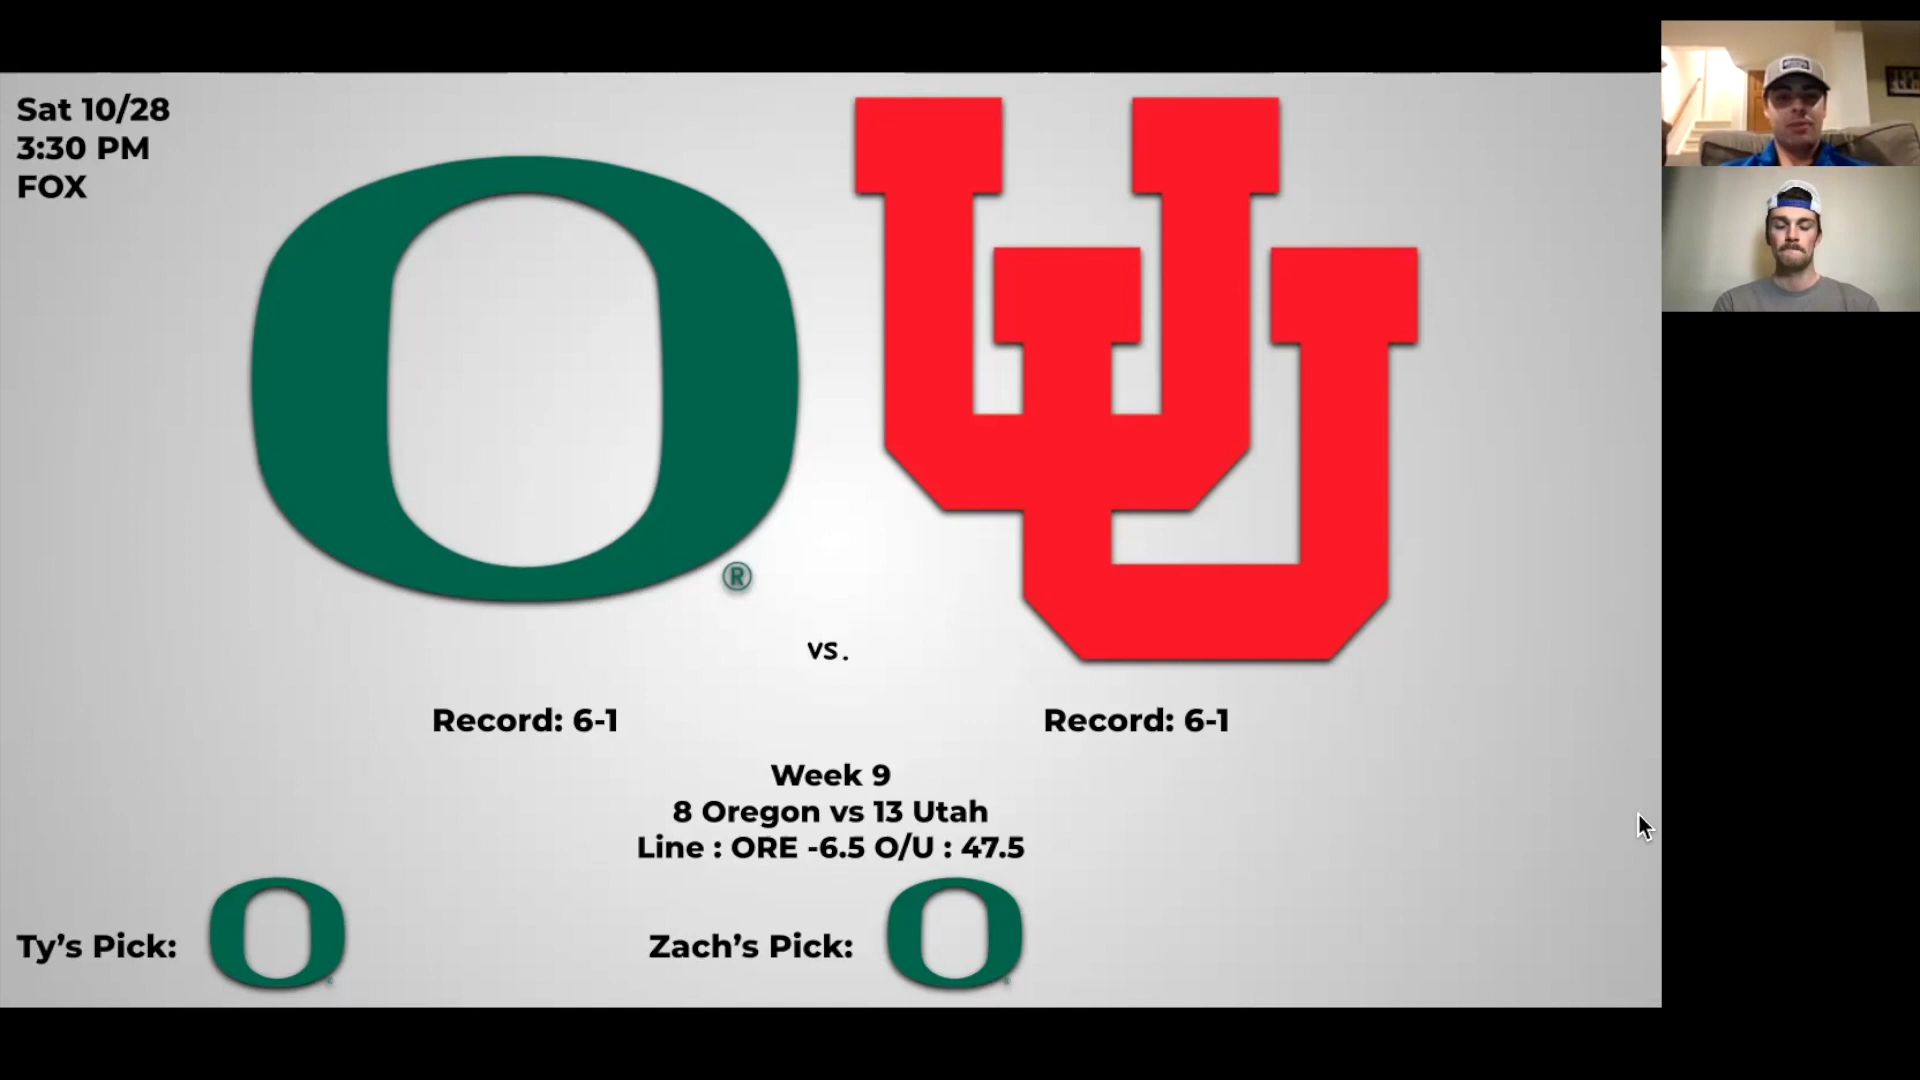 Sat 10/28
3:30 PM
FOX
O
®
UU
vs.
Record: 6-1
Record: 6-1
Week 9
8 Oregon vs 13 Utah
Line : ORE -6.5 O/U : 47.5
Ty's Pick:
O
Zach's Pick:
O